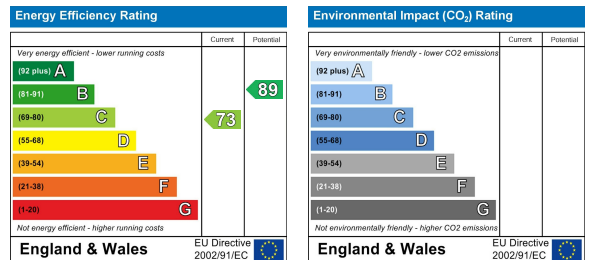 Energy Efficiency Rating
Current Potential
Very energy efficient - lower running costs
(92 plus) A
(81-91) B
89
(69-80) C
73
(55-68) D
(39-54) E
(21-38) F
(1-20) G
Not energy efficient - higher running costs
England & Wales
EU Directive
2002/91/EC
Environmental Impact (CO₂) Rating
Current Potential
Very environmentally friendly - lower CO2 emissions
(92 plus) A
(81-91) B
(69-80) C
(55-68) D
(39-54) E
(21-38) F
(1-20) G
Not environmentally friendly - higher CO2 emissions
England & Wales
EU Directive
2002/91/EC